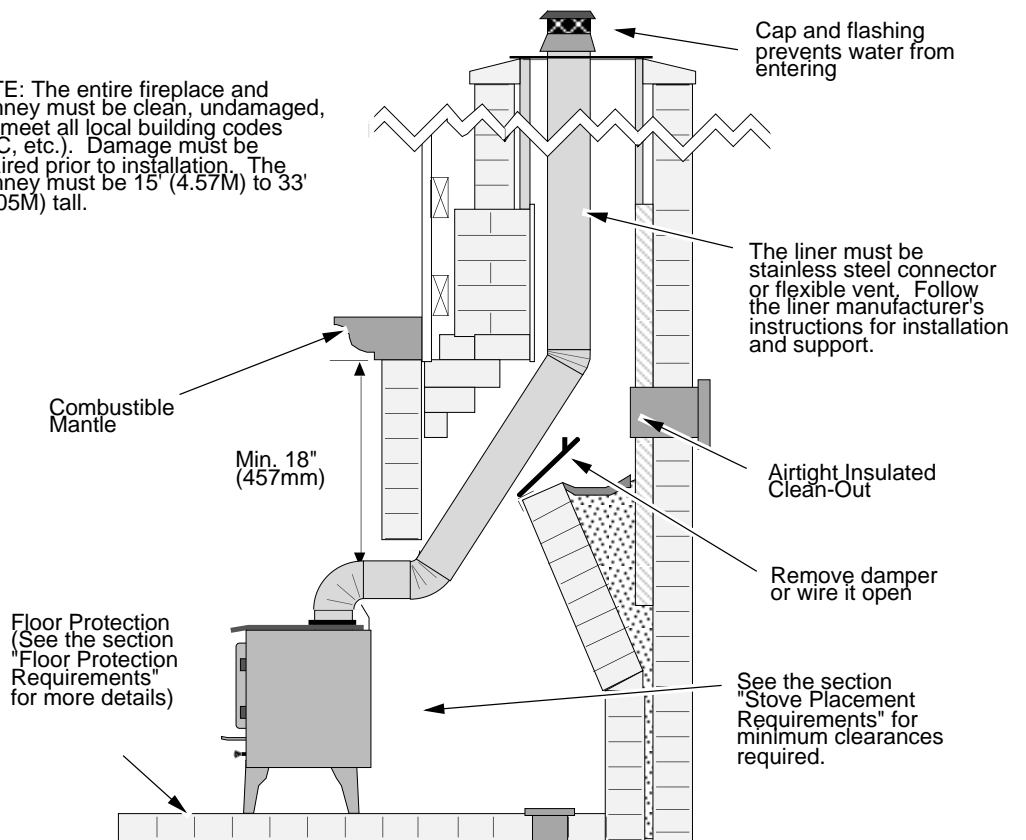 Cap and flashing
prevents water from
entering
TE: The entire fireplace and
nney must be clean, undamaged,
meet all local building codes
C, etc.). Damage must be
ired prior to installation. The
nney must be 15' (4.57M) to 33'
05M) tall.
The liner must be
stainless steel connector
or flexible vent. Follow
the liner manufacturer's
instructions for installation
and support.
Combustible
Mantle
Min. 18"
(457mm)
Airtight Insulated
Clean-Out
Remove damper
or wire it open
Floor Protection
(See the section
"Floor Protection
Requirements"
for more details)
See the section
"Stove Placement
Requirements" for
minimum clearances
required.